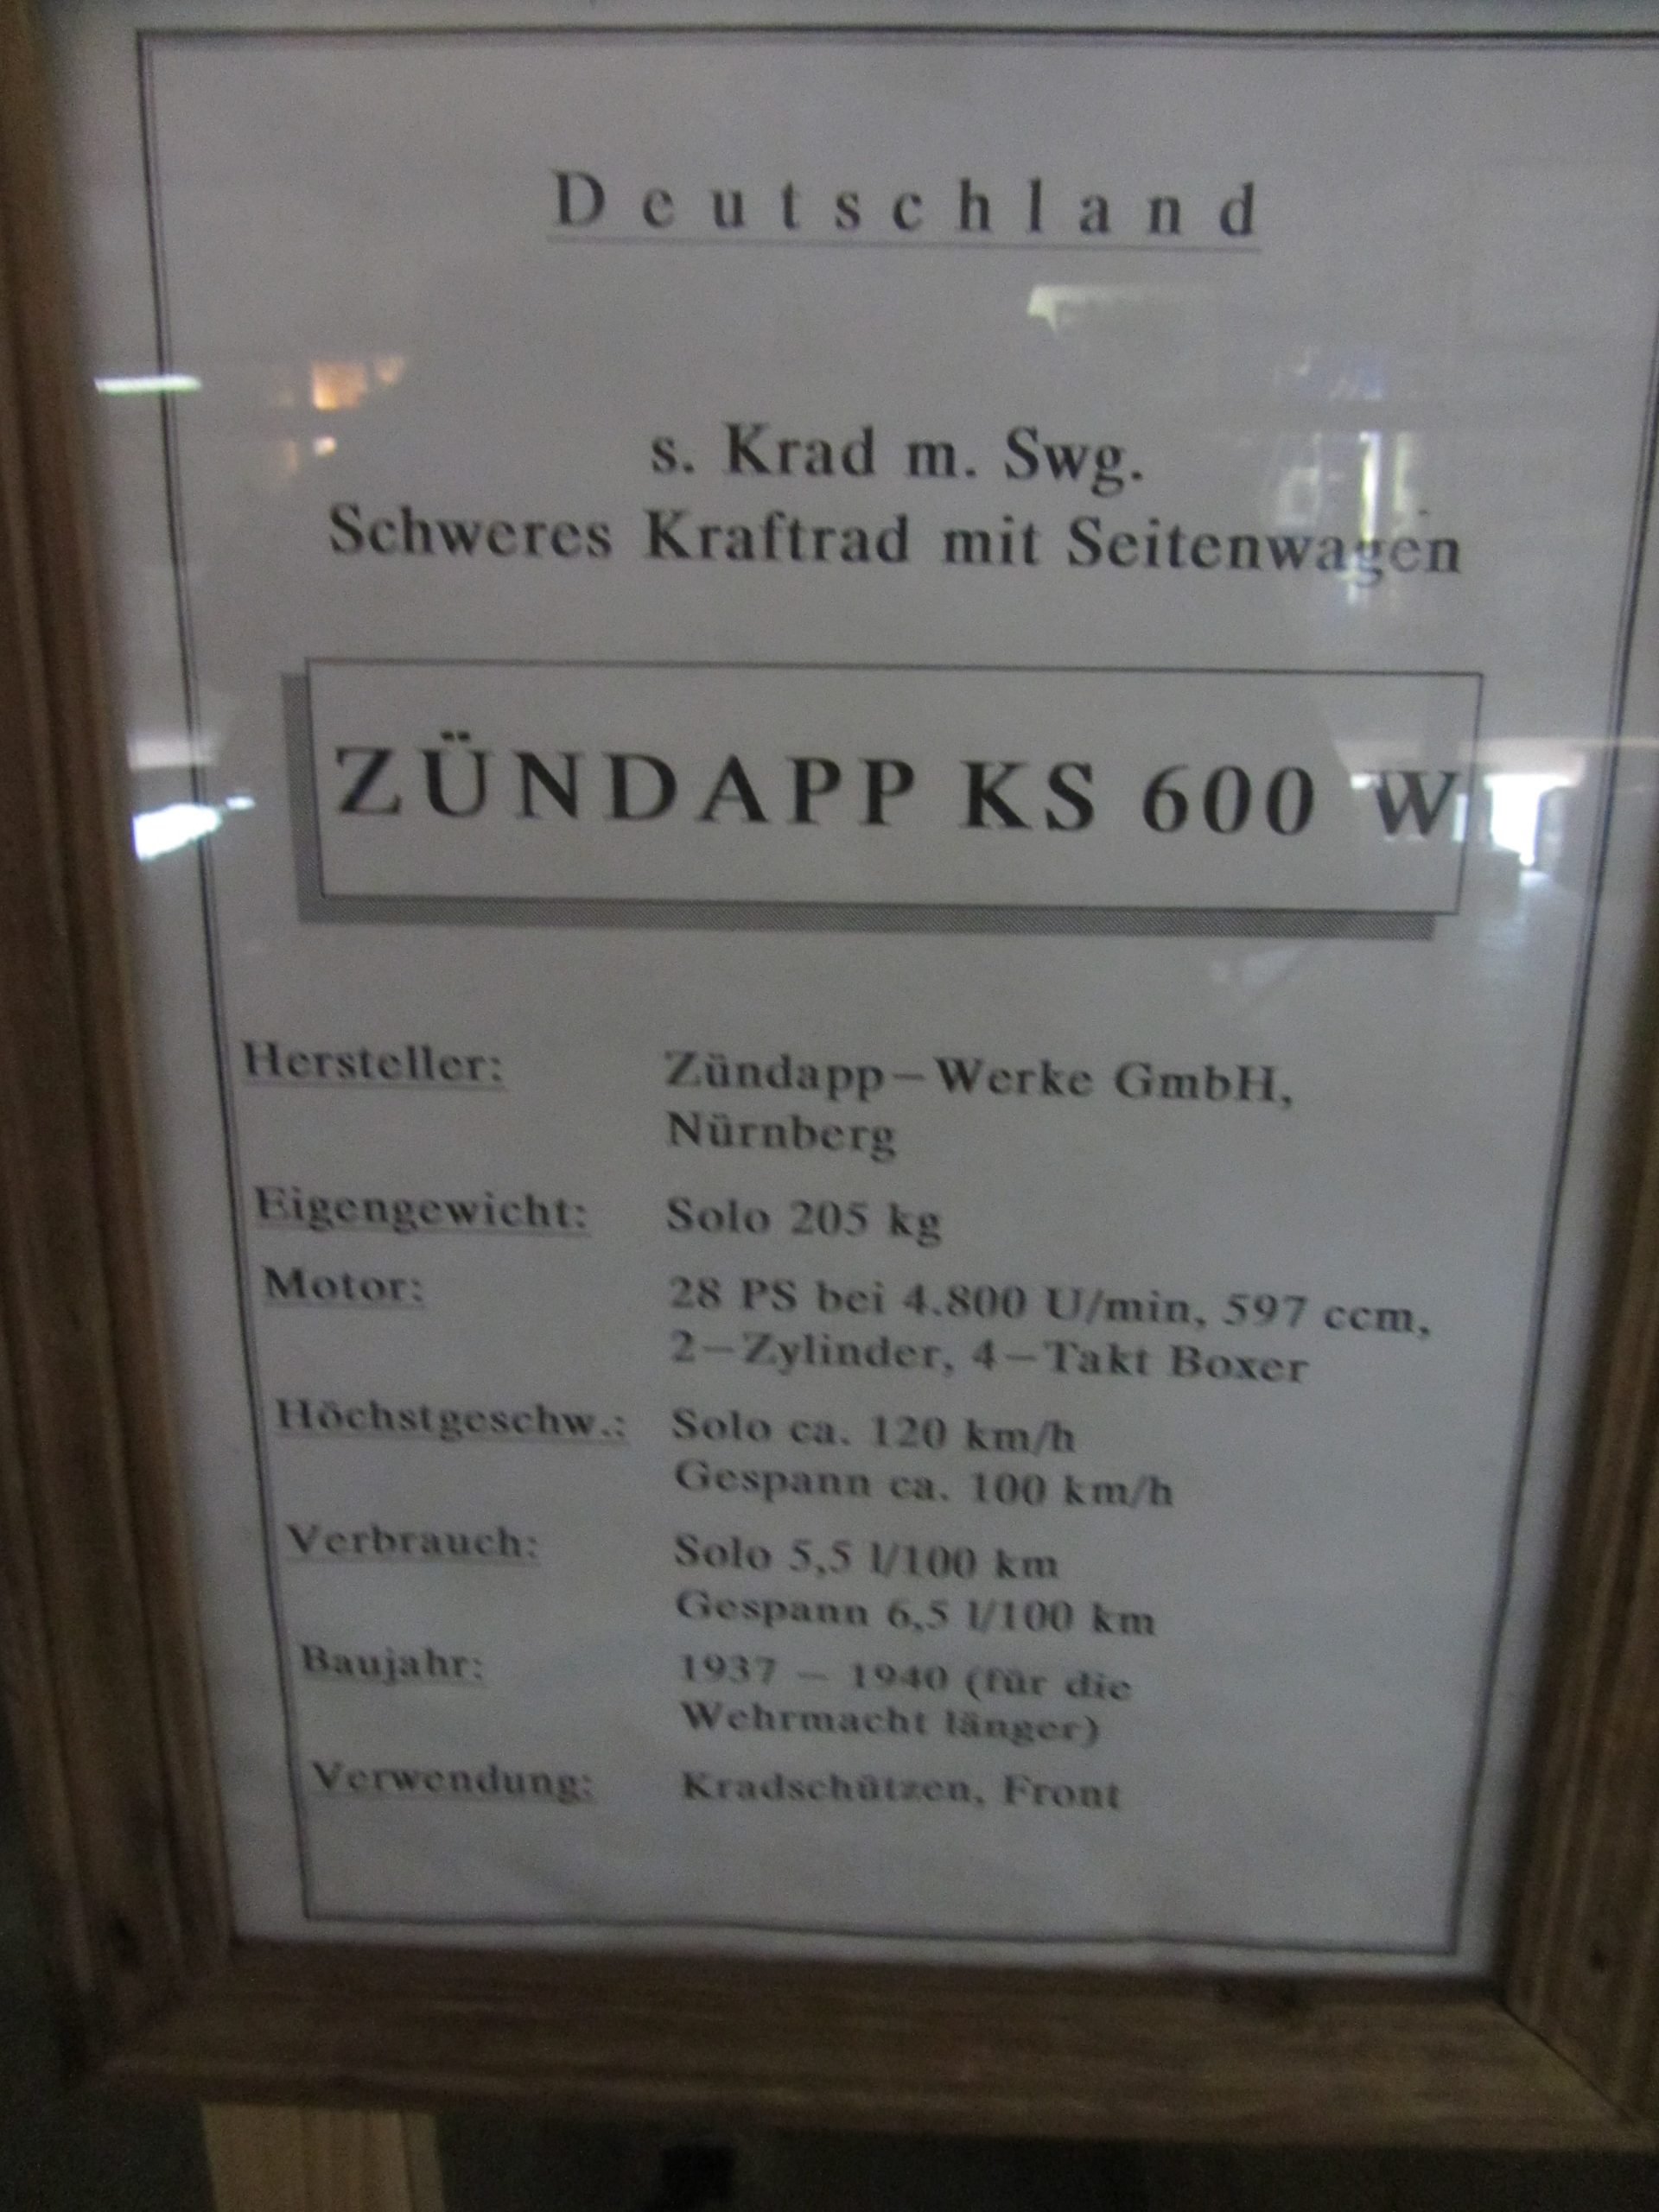 Deutschland
s. Krad m. Swg.
Schweres Kraftrad mit Seitenwagen
ZÜNDAPP KS 600 W
Hersteller: Zündapp-Werke GmbH,
Nürnberg
Eigengewicht: Solo 205 kg
Motor: 28 PS bei 4.800 U/min, 597 ccm,
2-Zylinder, 4-Takt Boxer
Höchstgeschw.: Solo ca. 120 km/h
Gespann ca. 100 km/h
Verbrauch: Solo 5,5 l/100 km
Gespann 6,5 l/100 km
Baujahr: 1937 - 1940 (für die
Wehrmacht länger)
Verwendung: Kradschützen, Front